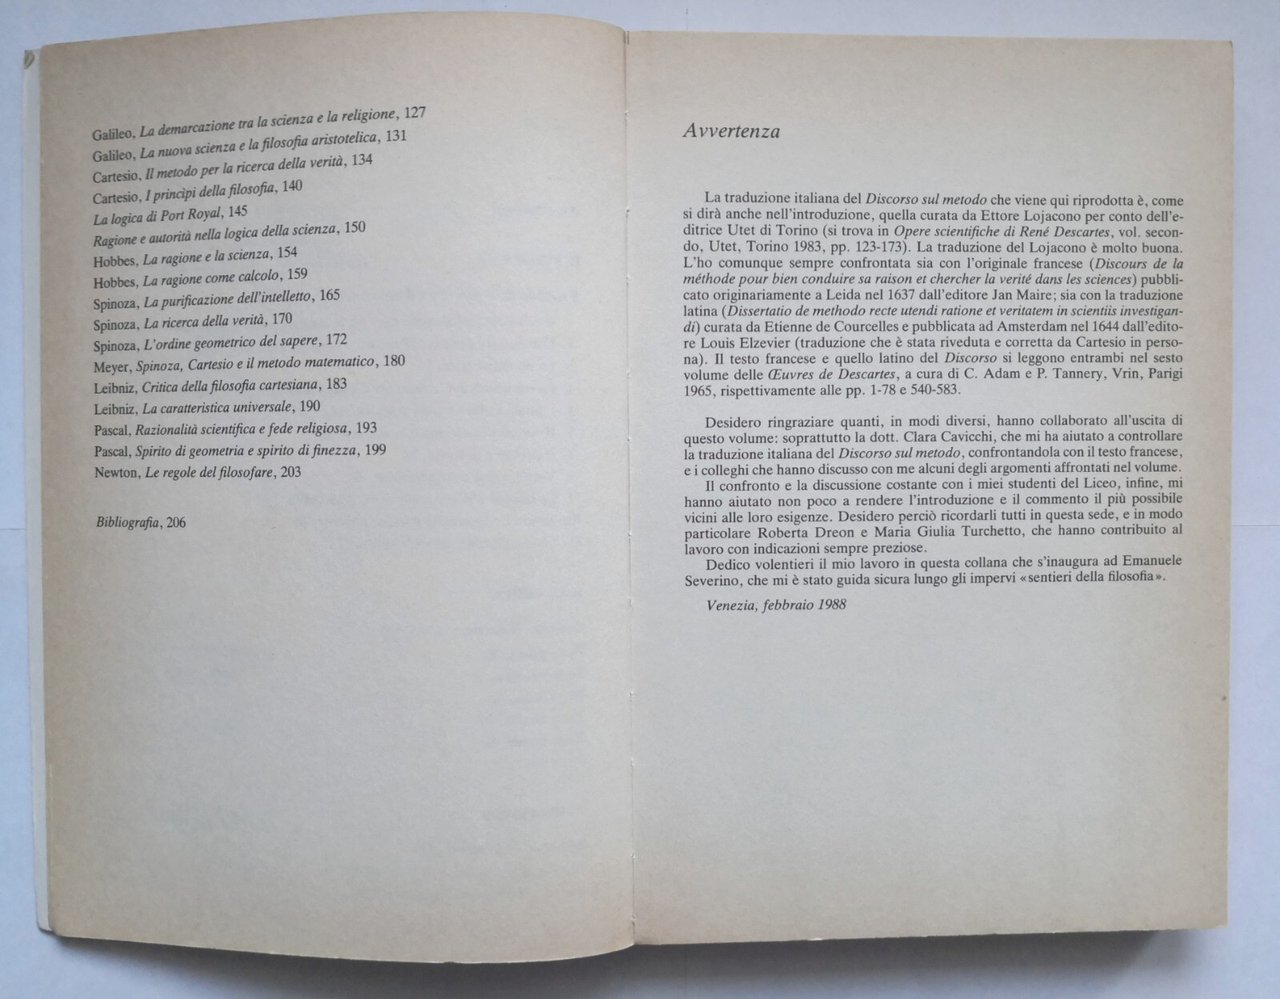 Galileo, La demarcazione tra la scienza e la religione, 127
Galileo, La nuova scienza e la filosofia aristotelica, 131
Cartesio, Il metodo per la ricerca della verità, 134
Cartesio, I princìpi della filosofia, 140
La logica di Port Royal, 145
Ragione e autorità nella logica della scienza, 150
Hobbes, La ragione e la scienza, 154
Hobbes, La ragione come calcolo, 159
Spinoza, La purificazione dell'intelletto, 165
Spinoza, La ricerca della verità, 170
Spinoza, L'ordine geometrico del sapere, 172
Meyer, Spinoza, Cartesio e il metodo matematico, 180
Leibniz, Critica della filosofia cartesiana, 183
Leibniz, La caratteristica universale, 190
Pascal, Razionalità scientifica e fede religiosa, 193
Pascal, Spirito di geometria e spirito di finezza, 199
Newton, Le regole del filosofare, 203
Bibliografia, 206
Avvertenza
La traduzione italiana del Discorso sul metodo che viene qui riprodotta è, come
si dirà anche nell'introduzione, quella curata da Ettore Lojacono per conto dell'e-
ditrice Utet di Torino (si trova in Opere scientifiche di René Descartes, vol. secon-
do, Utet, Torino 1983, pp. 123-173). La traduzione del Lojacono è molto buona.
L'ho comunque sempre confrontata sia con l'originale francese (Discours de la
méthode pour bien conduire sa raison et chercher la verité dans les sciences) pubbli-
cato originariamente a Leida nel 1637 dall'editore Jan Maire; sia con la traduzione
latina (Dissertatio de methodo recte utendi ratione et veritatem in scientiis investigan-
di) curata da Etienne de Courcelles e pubblicata ad Amsterdam nel 1644 dall'edito-
re Louis Elzevier (traduzione che è stata riveduta e corretta da Cartesio in perso-
na). Il testo francese e quello latino del Discorso si leggono entrambi nel sesto
volume delle Œuvres de Descartes, a cura di C. Adam e P. Tannery, Vrin, Parigi
1965, rispettivamente alle pp. 1-78 e 540-583.
Desidero ringraziare quanti, in modi diversi, hanno collaborato all'uscita di
questo volume: soprattutto la dott. Clara Cavicchi, che mi ha aiutato a controllare
la traduzione italiana del Discorso sul metodo, confrontandola con il testo francese,
e i colleghi che hanno discusso con me alcuni degli argomenti affrontati nel volume.
Il confronto e la discussione costante con i miei studenti del Liceo, infine, mi
hanno aiutato non poco a rendere l'introduzione e il commento il più possibile
vicini alle loro esigenze. Desidero perciò ricordarli tutti in questa sede, e in modo
particolare Roberta Dreon e Maria Giulia Turchetto, che hanno contribuito al
lavoro con indicazioni sempre preziose.
Dedico volentieri il mio lavoro in questa collana che s'inaugura ad Emanuele
Severino, che mi è stato guida sicura lungo gli impervi «sentieri della filosofia».
Venezia, febbraio 1988